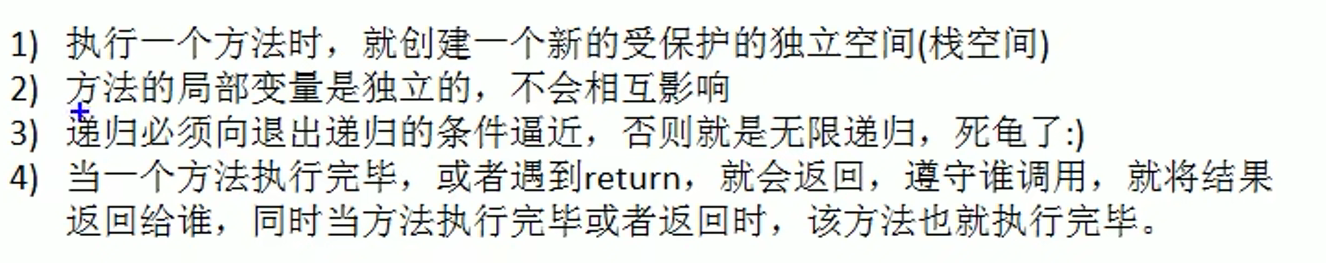 1) 执行一个方法时，就创建一个新的受保护的独立空间(栈空间)
2) 方法的局部变量是独立的，不会相互影响
3) 递归必须向退出递归的条件逼近，否则就是无限递归，死龟了:)
4) 当一个方法执行完毕，或者遇到return，就会返回，遵守谁调用，就将结果
返回给谁，同时当方法执行完毕或者返回时，该方法也就执行完毕。